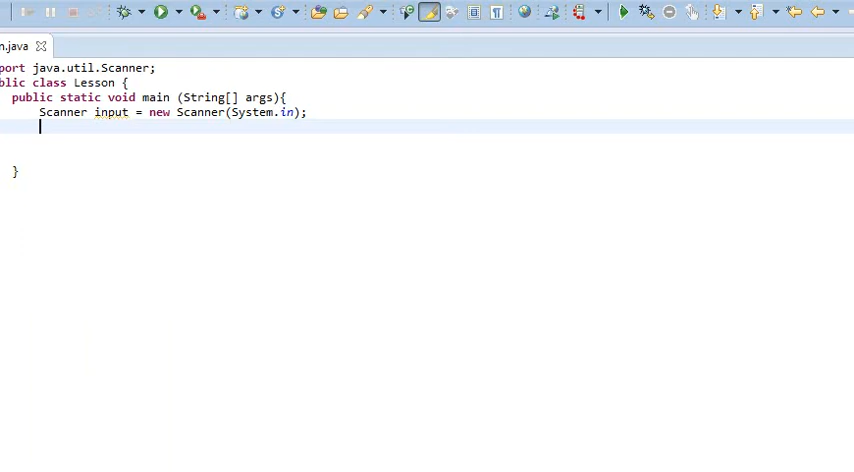 n.java
port java.util.Scanner;
blic class Lesson {
public static void main (String[] args){
Scanner input = new Scanner(System.in);
}